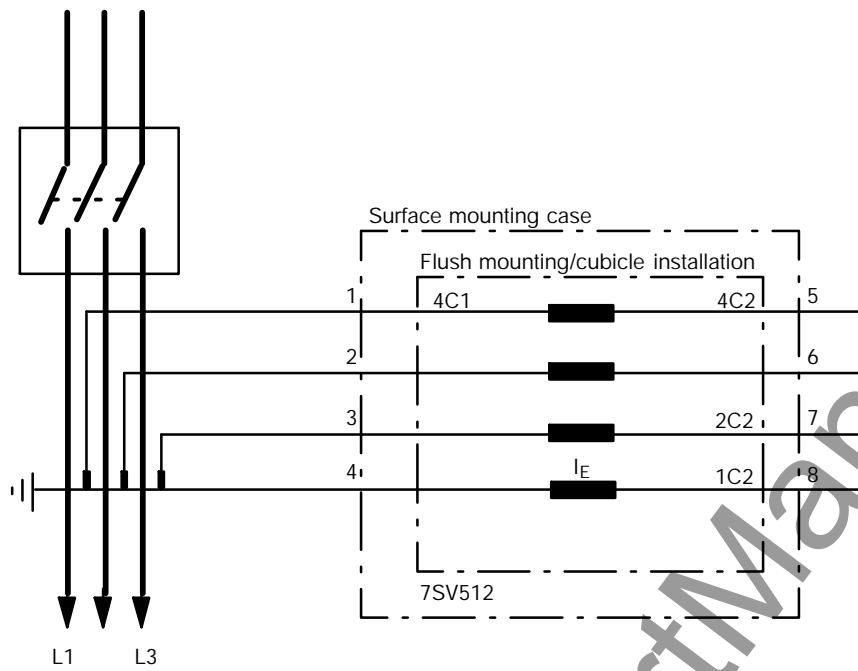 Surface mounting case
Flush mounting/cubicle installation
1 4C1 4C2 5
2 6
3 2C2 7
4 IE 1C2 8
7SV512
L1 L3